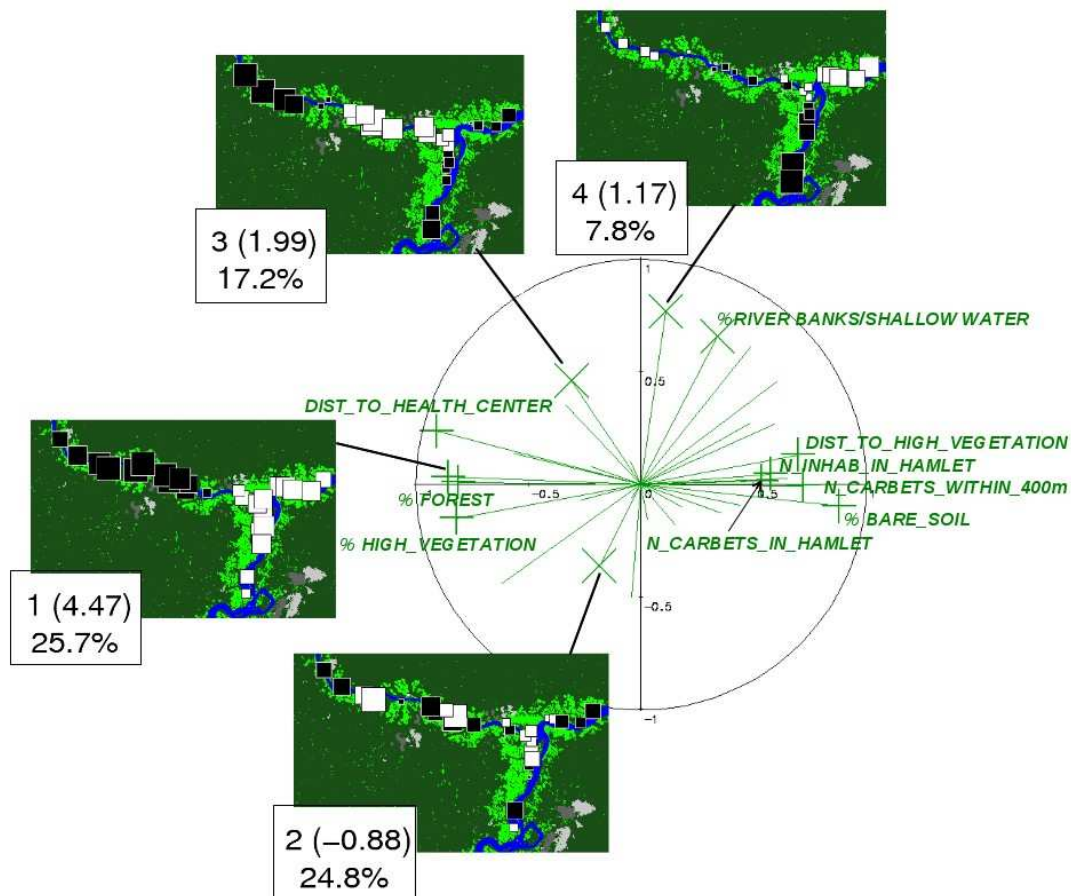 4 (1.17)
7.8%
3 (1.99)
17.2%
1
%RIVER BANKS/SHALLOW WATER
0.5
DIST_TO_HEALTH_CENTER
DIST_TO_HIGH_VEGETATION
N_INHAB_IN_HAMLET
-1
-0.5
0
0.5
1
N_CARBETS_WITHIN_400m
% FOREST
% BARE_SOIL
% HIGH_VEGETATION
N_CARBETS_IN_HAMLET
1 (4.47)
25.7%
-0.5
-1
2 (−0.88)
24.8%